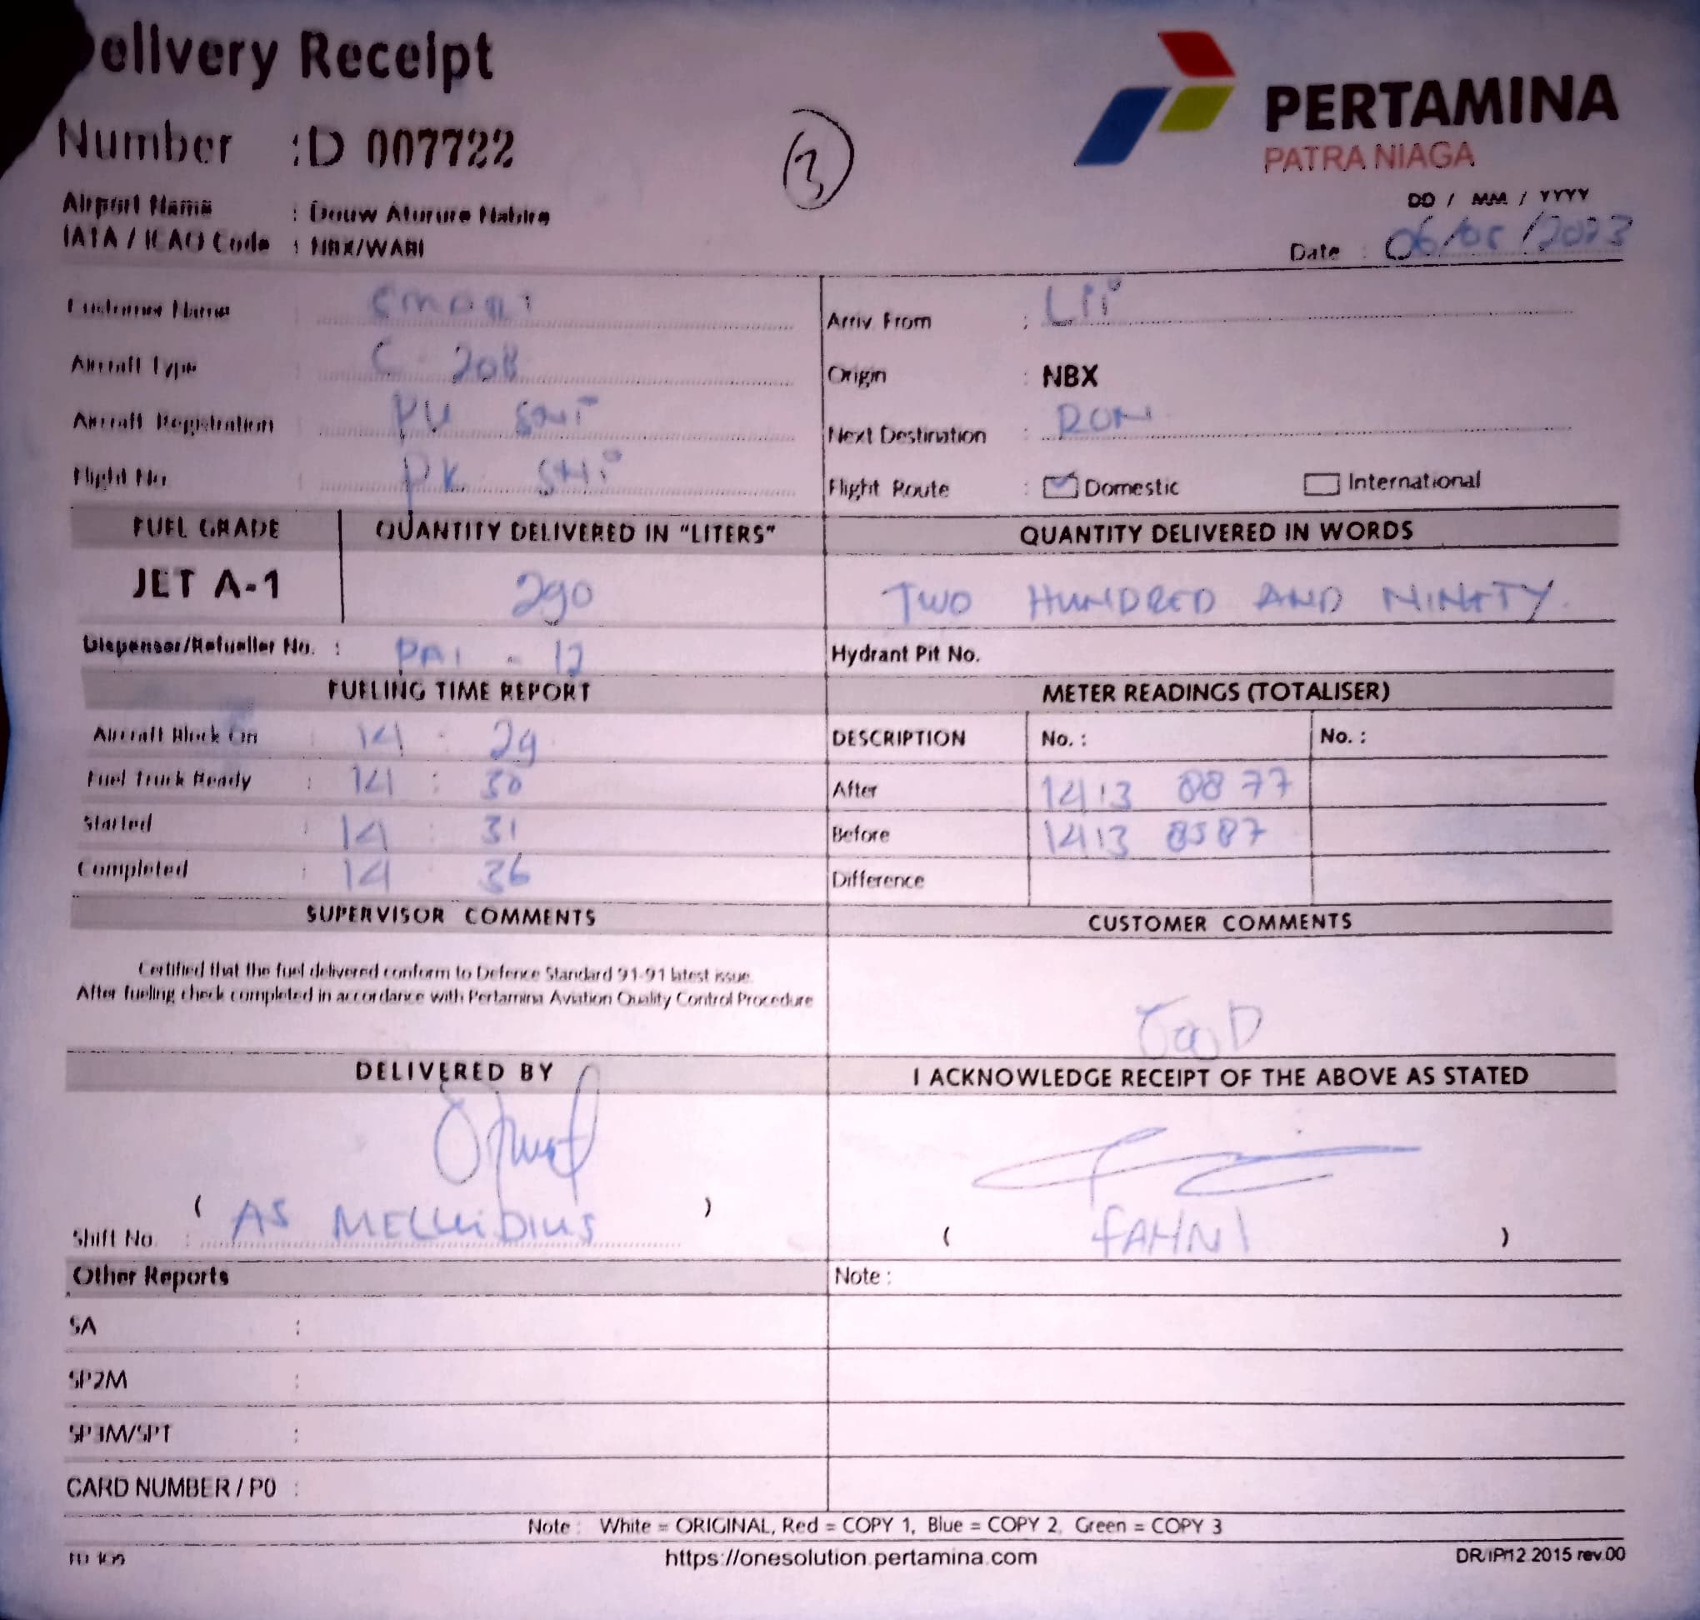 Delivery Receipt
Number : D 007722
3
PERTAMINA
PATRA NIAGA
Airport Name : Douw Aturure Nabire
IATA / ICAO Code : NBX/WABI
DD / MM / YYYY
Date : 06/05/2023
Customer Name
Arriv From : Lii
Aircraft Type C 208
Origin : NBX
Aircraft Registration PK
Next Destination : RON
Flight No. : PK SHi
Flight Route : Domestic International
FUEL GRADE QUANTITY DELIVERED IN "LITERS" QUANTITY DELIVERED IN WORDS
JET A-1 290 TWO HUNDRED AND NINETY
Dispenser/Refueller No. : PAI - 12 Hydrant Pit No.
FUELING TIME REPORT METER READINGS (TOTALISER)
Aircraft Block On : 14 : 29 DESCRIPTION No. : No. :
Fuel Truck Ready : 14 : 30 After 1413 8877
Started : 14 : 31 Before 1413 8587
Completed : 14 36 Difference
SUPERVISOR COMMENTS CUSTOMER COMMENTS
Certified that the fuel delivered conform to Defence Standard 91-91 latest issue.
After fueling check completed in accordance with Pertamina Aviation Quality Control Procedure
GOOD
DELIVERED BY I ACKNOWLEDGE RECEIPT OF THE ABOVE AS STATED
( )
Shift No. : AS
( FAHNI )
Other Reports Note :
SA :
SP2M :
SP3M/SPT :
CARD NUMBER / PO :
Note : White = ORIGINAL, Red = COPY 1, Blue = COPY 2, Green = COPY 3
https://onesolution.pertamina.com
DR/IP/12 2015 rev.00